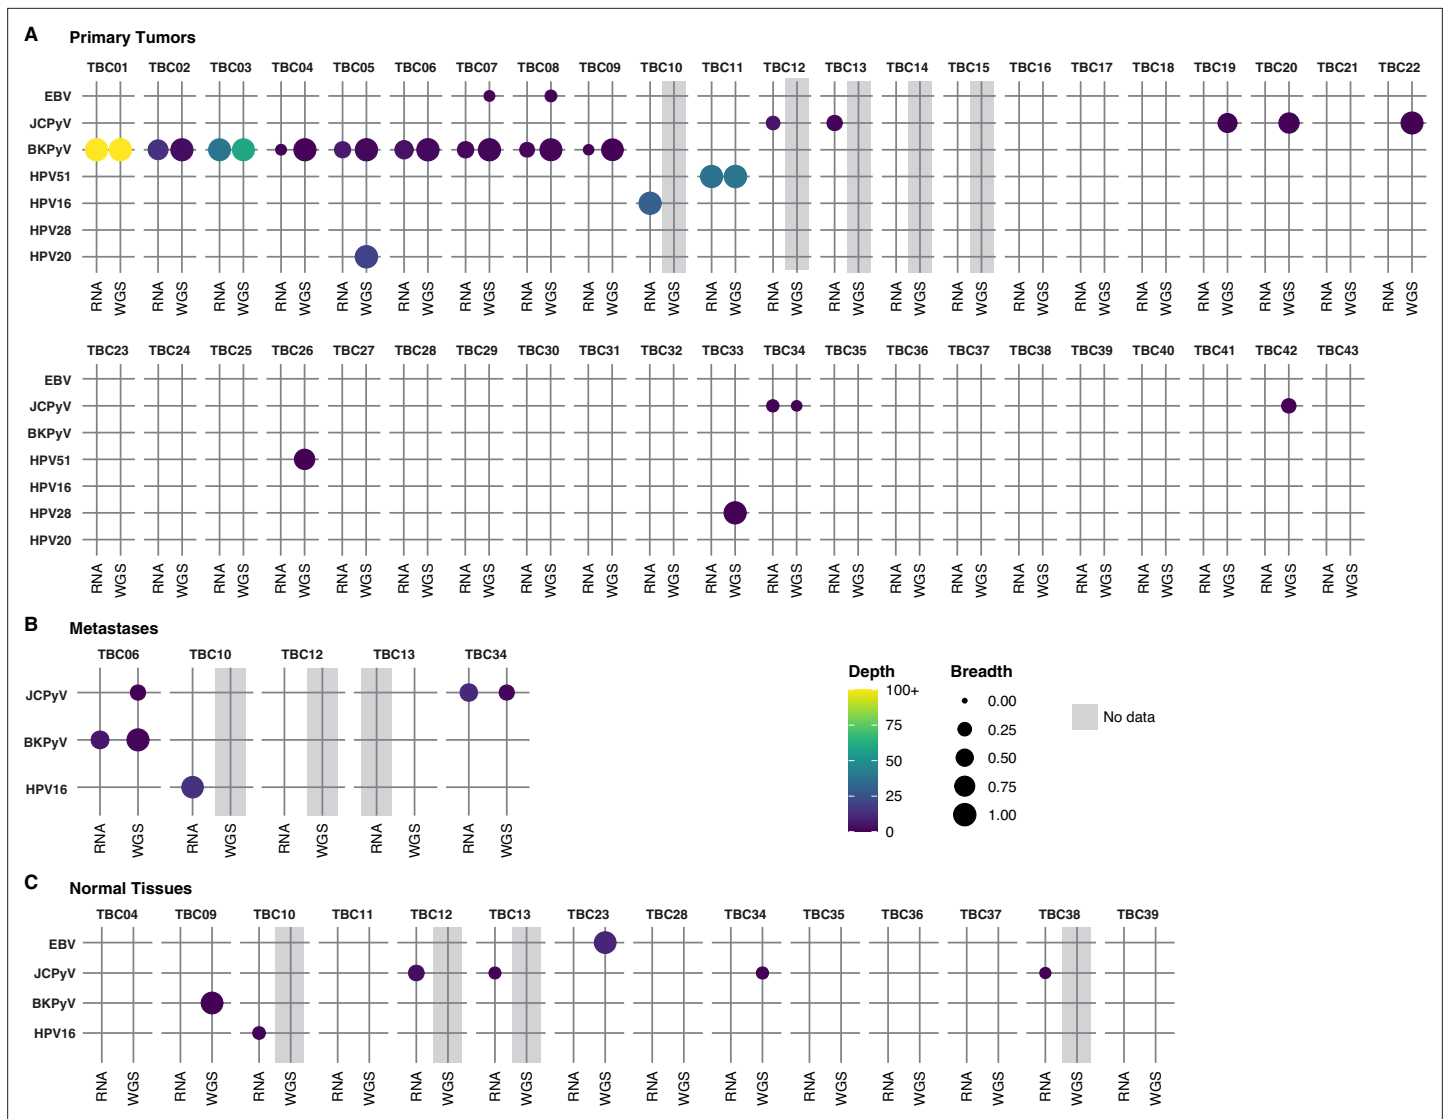 A Primary Tumors
TBC01 TBC02 TBC03 TBC04 TBC05 TBC06 TBC07 TBC08 TBC09 TBC10 TBC11 TBC12 TBC13 TBC14 TBC15 TBC16 TBC17 TBC18 TBC19 TBC20 TBC21 TBC22
EBV
JCPyV
BKPyV
HPV51
HPV16
HPV28
HPV20
RNA WGS RNA WGS RNA WGS RNA WGS RNA WGS RNA WGS RNA WGS RNA WGS RNA WGS RNA WGS RNA WGS RNA WGS RNA WGS RNA WGS RNA WGS RNA WGS RNA WGS RNA WGS RNA WGS RNA WGS RNA WGS RNA WGS
TBC23 TBC24 TBC25 TBC26 TBC27 TBC28 TBC29 TBC30 TBC31 TBC32 TBC33 TBC34 TBC35 TBC36 TBC37 TBC38 TBC39 TBC40 TBC41 TBC42 TBC43
EBV
JCPyV
BKPyV
HPV51
HPV16
HPV28
HPV20
RNA WGS RNA WGS RNA WGS RNA WGS RNA WGS RNA WGS RNA WGS RNA WGS RNA WGS RNA WGS RNA WGS RNA WGS RNA WGS RNA WGS RNA WGS RNA WGS RNA WGS RNA WGS RNA WGS RNA WGS RNA WGS
B Metastases
TBC06 TBC10 TBC12 TBC13 TBC34
JCPyV
BKPyV
HPV16
RNA WGS RNA WGS RNA WGS RNA WGS RNA WGS
Depth
100+
75
50
25
0
Breadth
0.00
0.25
0.50
0.75
1.00
No data
C Normal Tissues
TBC04 TBC09 TBC10 TBC11 TBC12 TBC13 TBC23 TBC28 TBC34 TBC35 TBC36 TBC37 TBC38 TBC39
EBV
JCPyV
BKPyV
HPV16
RNA WGS RNA WGS RNA WGS RNA WGS RNA WGS RNA WGS RNA WGS RNA WGS RNA WGS RNA WGS RNA WGS RNA WGS RNA WGS RNA WGS